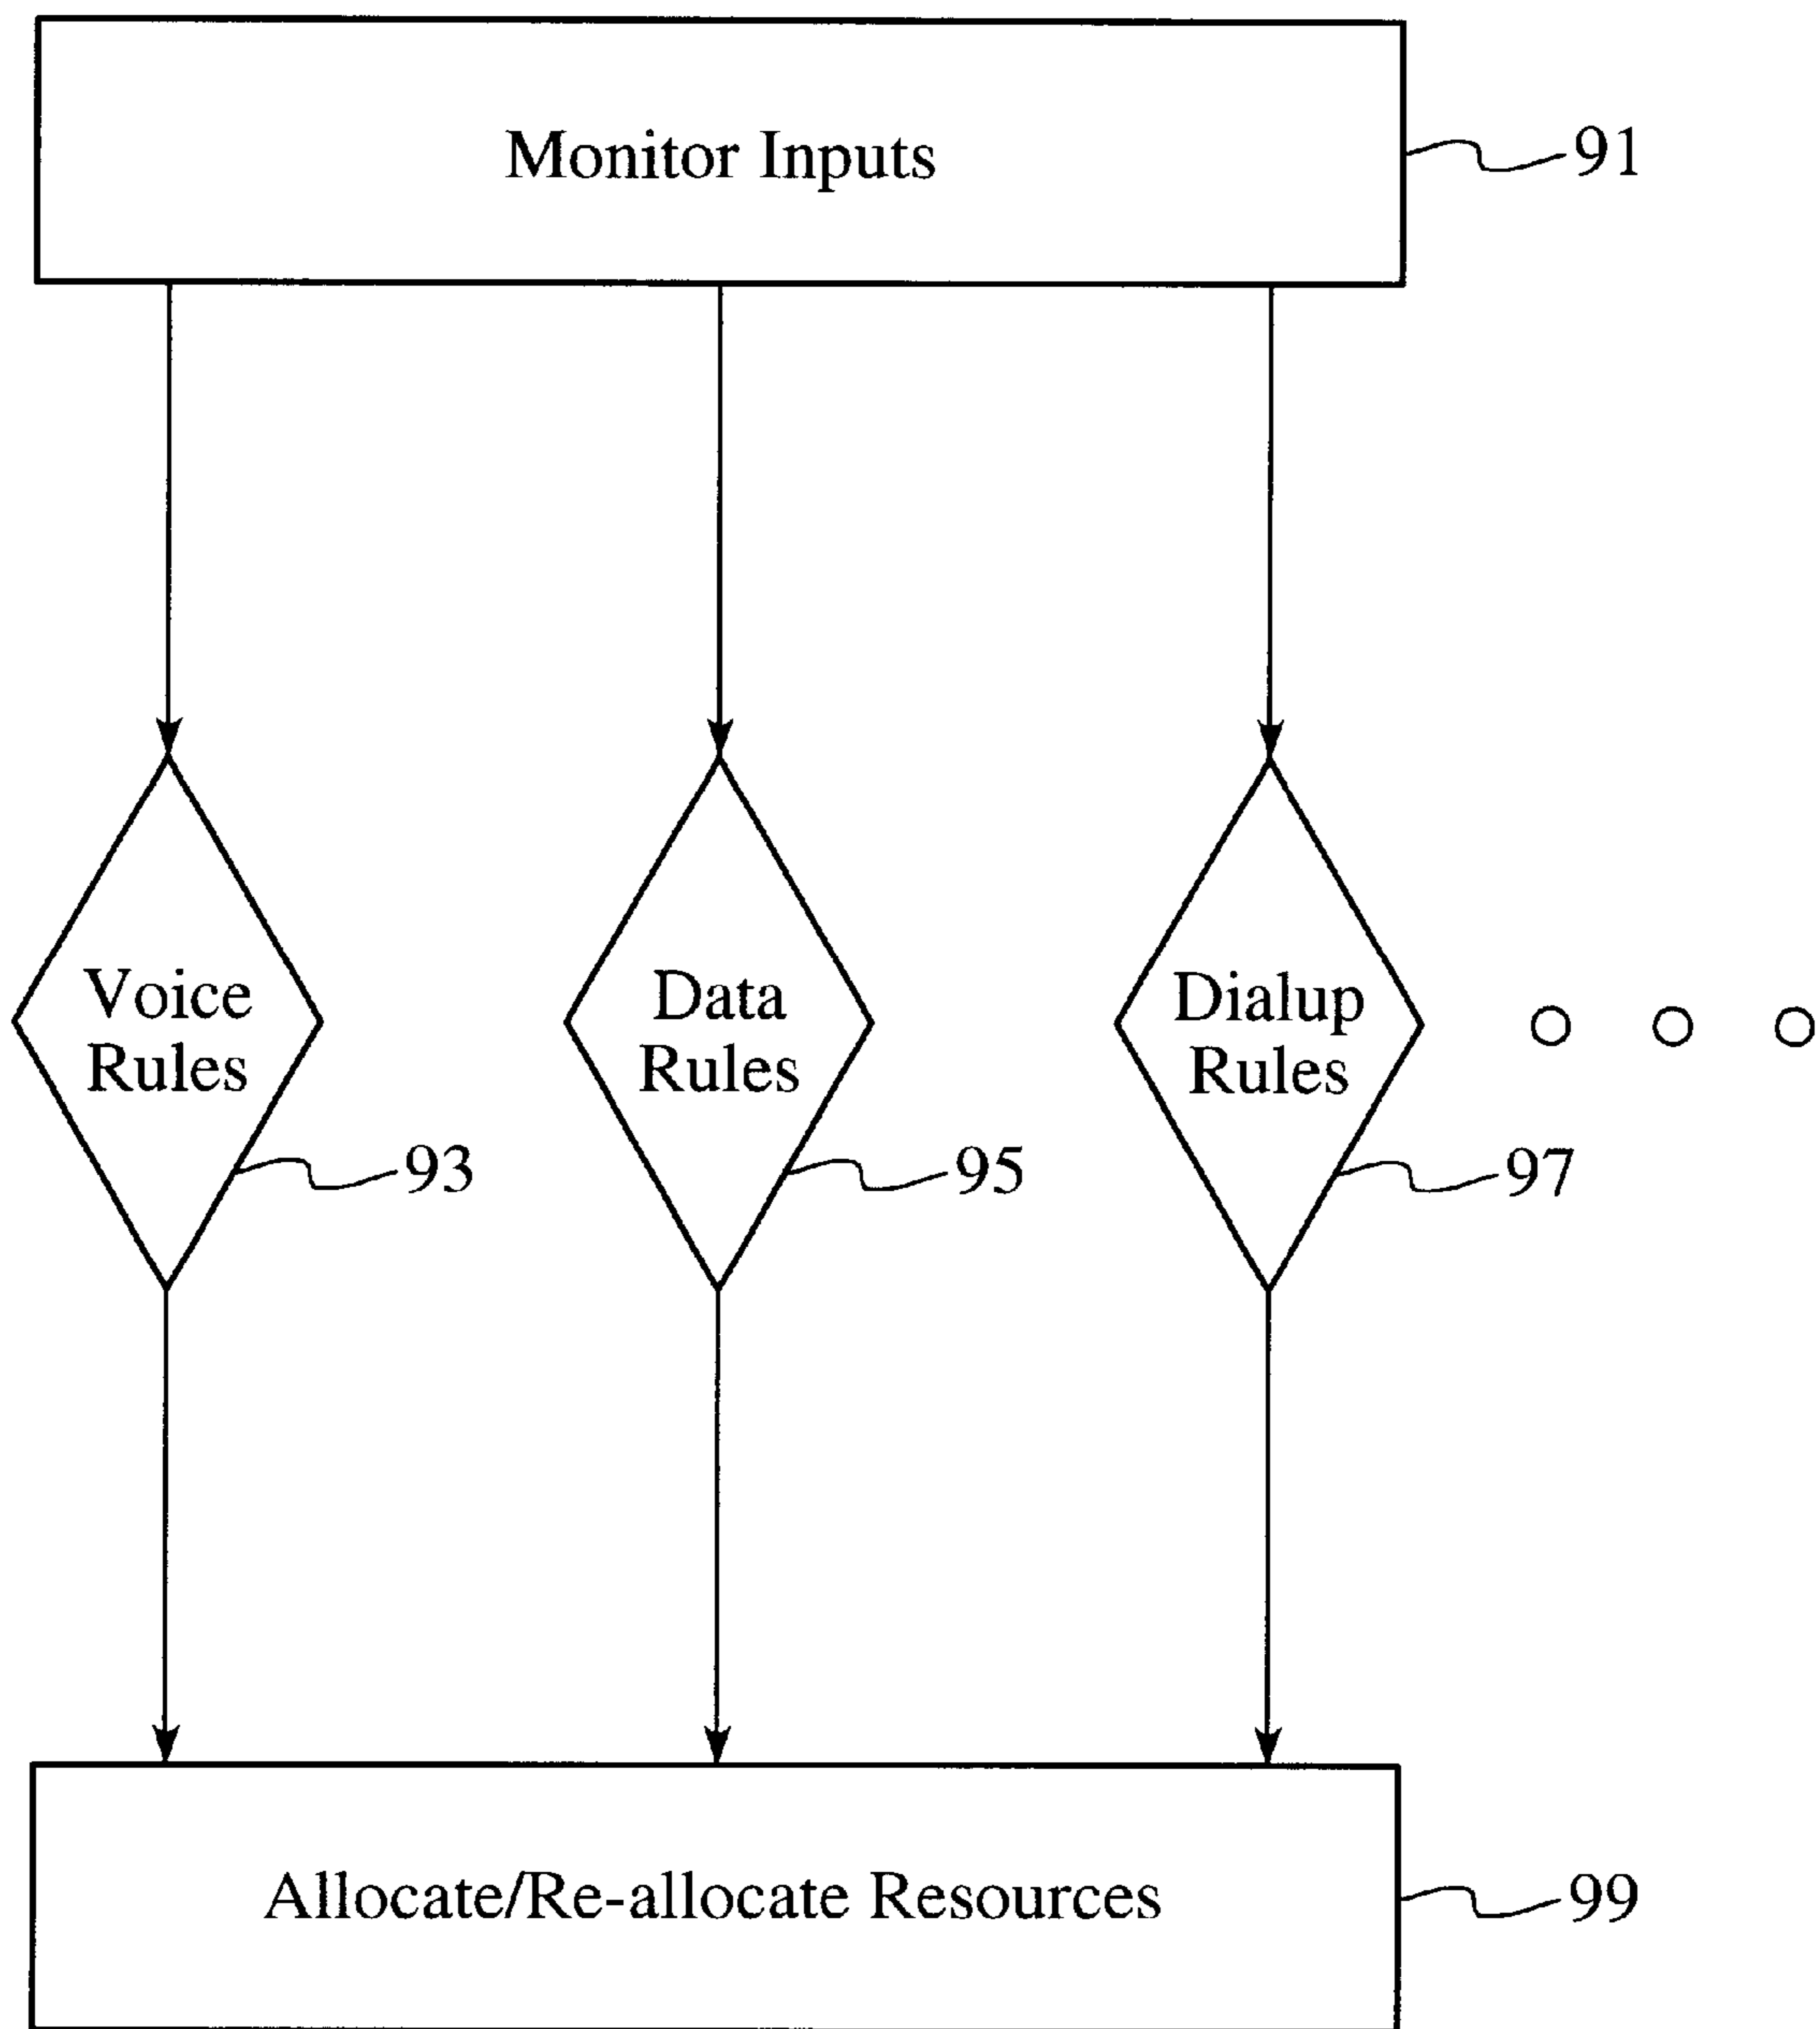 Monitor Inputs
91
Voice
Rules
93
Data
Rules
95
Dialup
Rules
97
Allocate/Re-allocate Resources
99